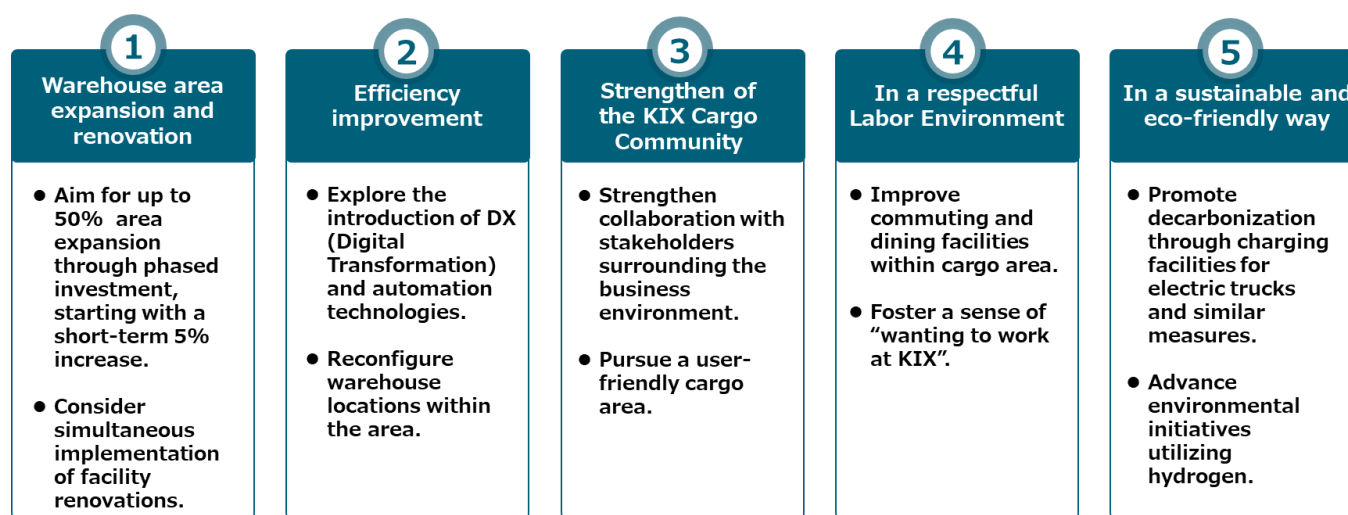 1
Warehouse area
expansion and
renovation
● Aim for up to
50% area
expansion
through phased
investment,
starting with a
short-term 5%
increase.
● Consider
simultaneous
implementation
of facility
renovations.
2
Efficiency
improvement
● Explore the
introduction of DX
(Digital
Transformation)
and automation
technologies.
● Reconfigure
warehouse
locations within
the area.
3
Strengthen of
the KIX Cargo
Community
● Strengthen
collaboration with
stakeholders
surrounding the
business
environment.
● Pursue a user-
friendly cargo
area.
4
In a respectful
Labor Environment
● Improve
commuting and
dining facilities
within cargo area.
● Foster a sense of
“wanting to work
at KIX”.
5
In a sustainable and
eco-friendly way
● Promote
decarbonization
through charging
facilities for
electric trucks
and similar
measures.
● Advance
environmental
initiatives
utilizing
hydrogen.